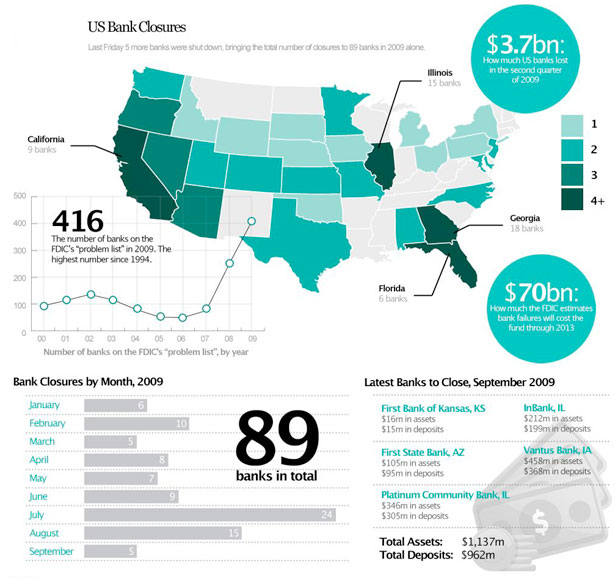 US Bank Closures
Last Friday 5 more banks were shut down, bringing the total number of closures to 89 banks in 2009 alone.
$3.7bn:
How much US banks lost
in the second quarter
of 2009
Illinois
15 banks
1
2
3
4+
California
9 banks
Georgia
18 banks
Florida
6 banks
$70bn:
How much the FDIC estimates
bank failures will cost the
fund through 2013
416
The number of banks on the
FDIC's "problem list" in 2009. The
highest number since 1994.
500
400
300
200
100
0
00 01 02 03 04 05 06 07 08 09
Number of banks on the FDIC's "problem list", by year
Bank Closures by Month, 2009
January 6
February 10
March 5
April 8
May 7
June 9
July 24
August 15
September 5
89
banks in total
Latest Banks to Close, September 2009
First Bank of Kansas, KS
$16m in assets
$15m in deposits
InBank, IL
$212m in assets
$199m in deposits
First State Bank, AZ
$105m in assets
$95m in deposits
Vantus Bank, IA
$458m in assets
$368m in deposits
Platinum Community Bank, IL
$346m in assets
$305m in deposits
$
Total Assets: $1,137m
Total Deposits: $962m